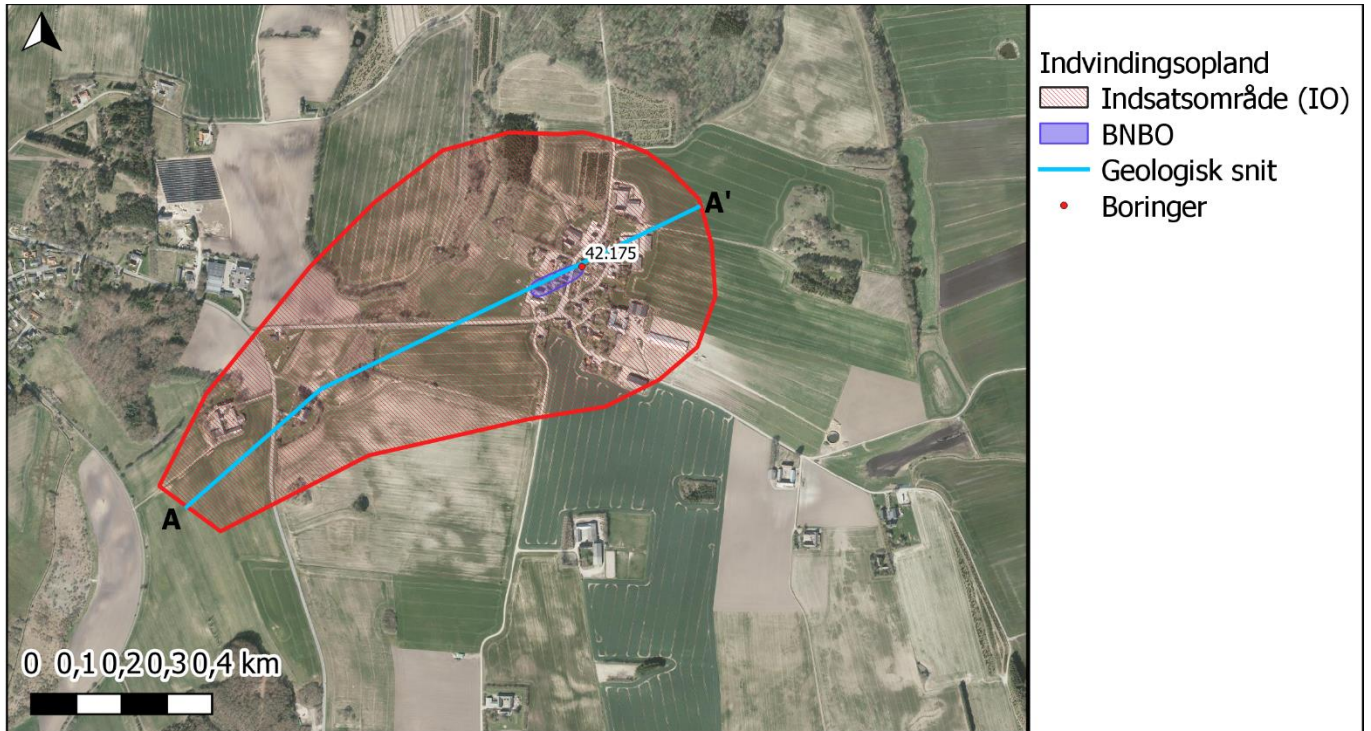 A'
42.175
A
0 0,1 0,2 0,3 0,4 km
Indvindingsopland
Indsatsområde (IO)
BNBO
Geologisk snit
Boringer